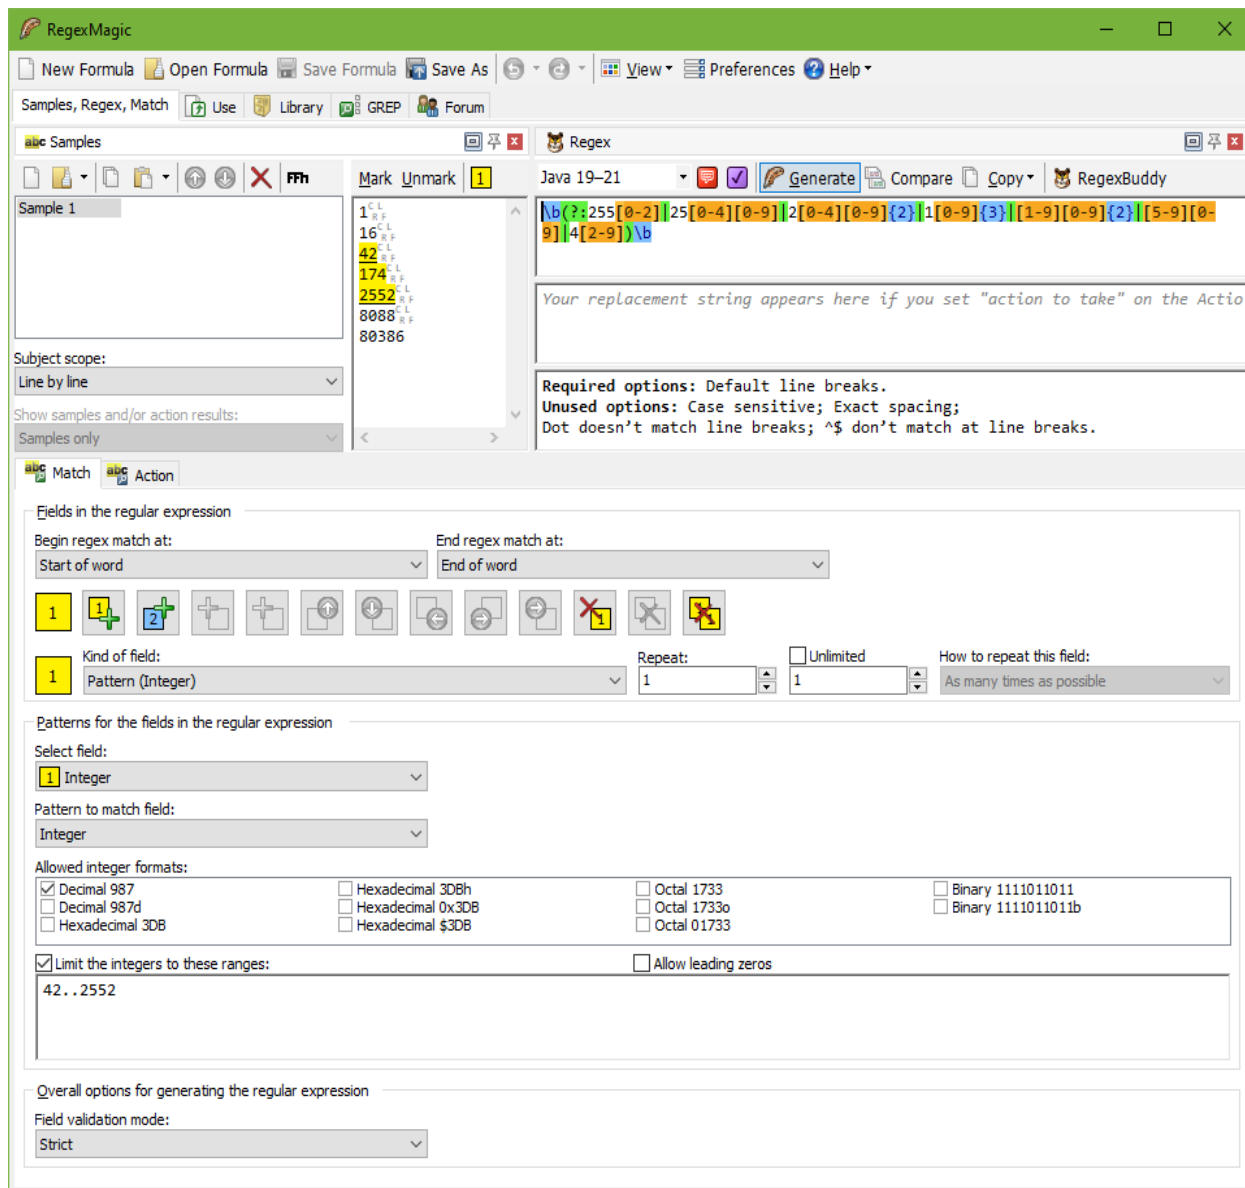 RegexMagic
New Formula Open Formula Save Formula Save As View Preferences Help
Samples, Regex, Match Use Library GREP Forum
abc Samples
FFh Mark Unmark 1
Sample 1
1CRLF
16CRLF
42CRLF
174CRLF
2552CRLF
8088CRLF
80386
Subject scope:
Line by line
Show samples and/or action results:
Samples only
Regex
Java 19–21 Generate Compare Copy RegexBuddy
\b(?:255[0-2]|25[0-4][0-9]|2[0-4][0-9]{2}|1[0-9]{3}|[1-9][0-9]{2}|[5-9][0-
9]|4[2-9])\b
Your replacement string appears here if you set "action to take" on the Actio
Required options: Default line breaks.
Unused options: Case sensitive; Exact spacing;
Dot doesn’t match line breaks; ^$ don’t match at line breaks.
abc Match abc Action
Fields in the regular expression
Begin regex match at: End regex match at:
Start of word End of word
1 1 2 1 1
Kind of field: Repeat: Unlimited How to repeat this field:
1 Pattern (Integer) 1 1 As many times as possible
Patterns for the fields in the regular expression
Select field:
1 Integer
Pattern to match field:
Integer
Allowed integer formats:
Decimal 987 Hexadecimal 3DBh Octal 1733 Binary 1111011011
Decimal 987d Hexadecimal 0x3DB Octal 1733o Binary 1111011011b
Hexadecimal 3DB Hexadecimal $3DB Octal 01733
Limit the integers to these ranges: Allow leading zeros
42..2552
Overall options for generating the regular expression
Field validation mode:
Strict